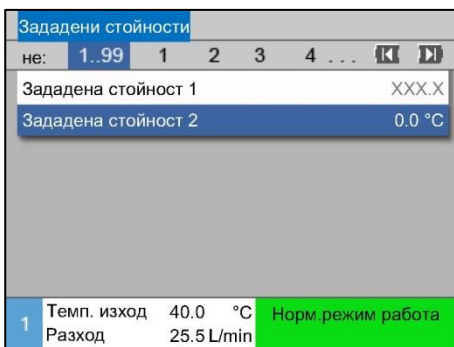 Зададени стойности
не: 1..99 1 2 3 4 ...
Зададена стойност 1 XXX.X
Зададена стойност 2 0.0 °C
1 Темп. изход 40.0 °C Норм.режим работа
Разход 25.5 L/min